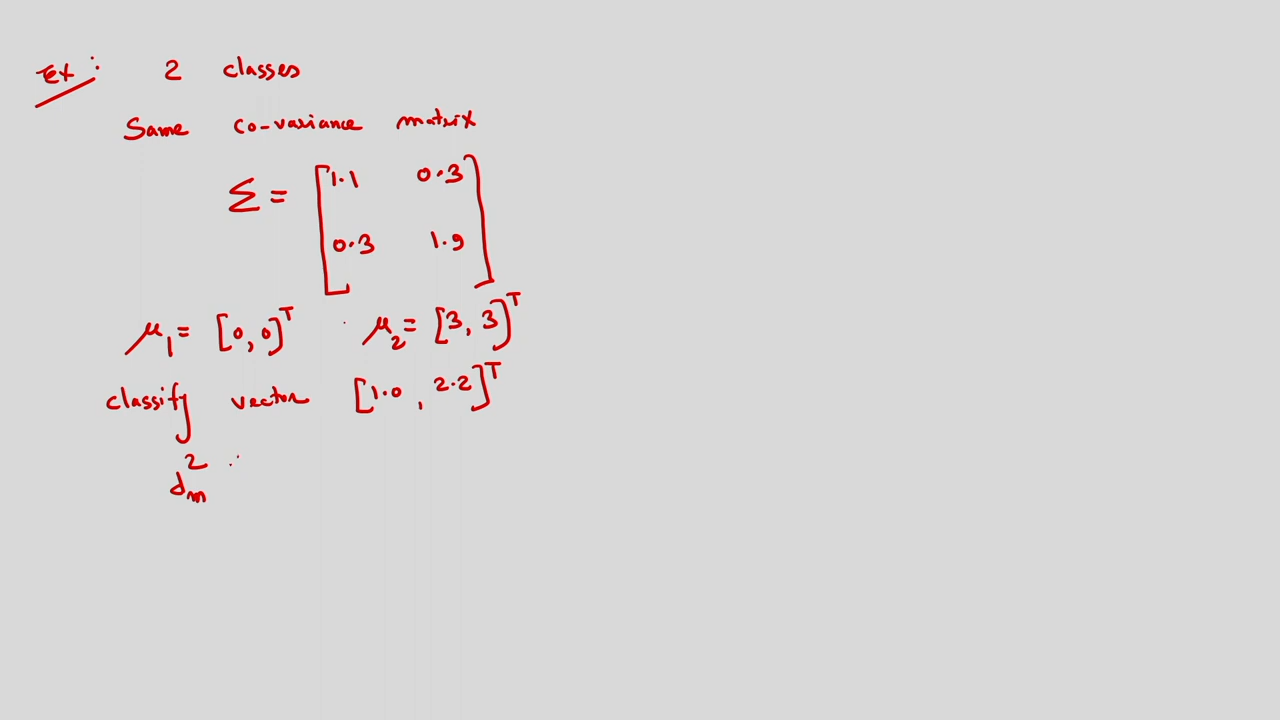 Ex: 2 classes
Same co-variance matrix
Σ = [1.1 0.3
0.3 1.9]
μ₁ = [0, 0]ᵀ μ₂ = [3, 3]ᵀ
classify vector [1.0, 2.2]ᵀ
dₘ²